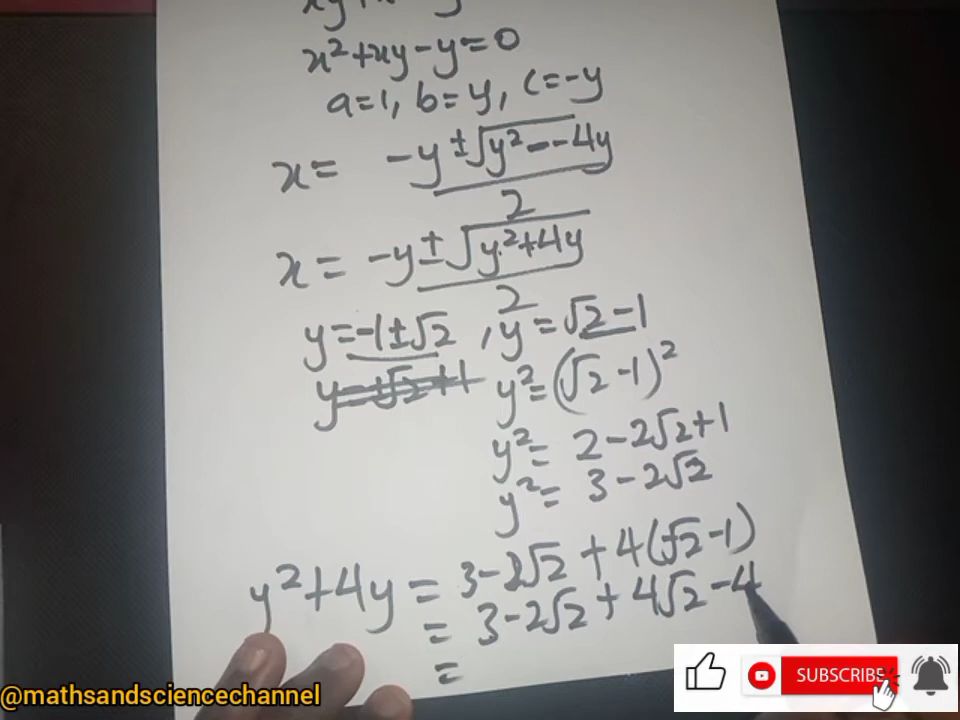 x²+xy-y=0
a=1, b=y, c=-y
x= -y±√y²--4y
2
x= -y±√y²+4y
2
y=-1±√2, y=√2-1
y²=(√2-1)²
y²= 2-2√2+1
y²= 3-2√2
y²+4y = 3-2√2+4(√2-1)
= 3-2√2+4√2-4
=
SUBSCRIBE
@mathsandsciencechannel